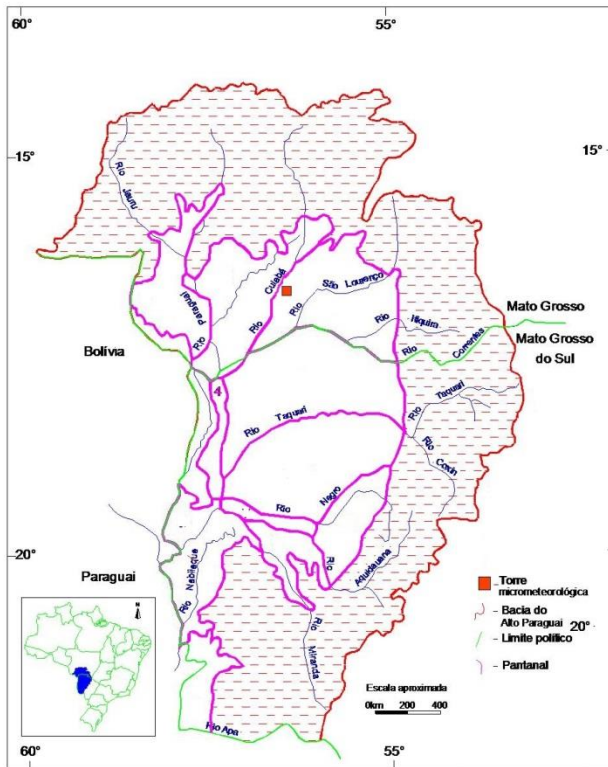 60°
55°
15°
15°
Rio
Jauru
Paraguai
Rio
Cuiabá
Rio
São Lourenço
Rio
Rio
Itiquira
Mato Grosso
Correntes
Rio
Mato Grosso
do Sul
Bolívia
4
Rio Taquari
Rio Taquari
Rio
Coxin
Rio
Negro
Rio
Aquidauana
20°
Paraguai
Rio Nabileque
Rio
Miranda
Rio Apa
N
Torre
micrometeorológica
Bacia do
Alto Paraguai
20°
Limite político
Pantanal
Escala aproximada
0km 200 400
60°
55°